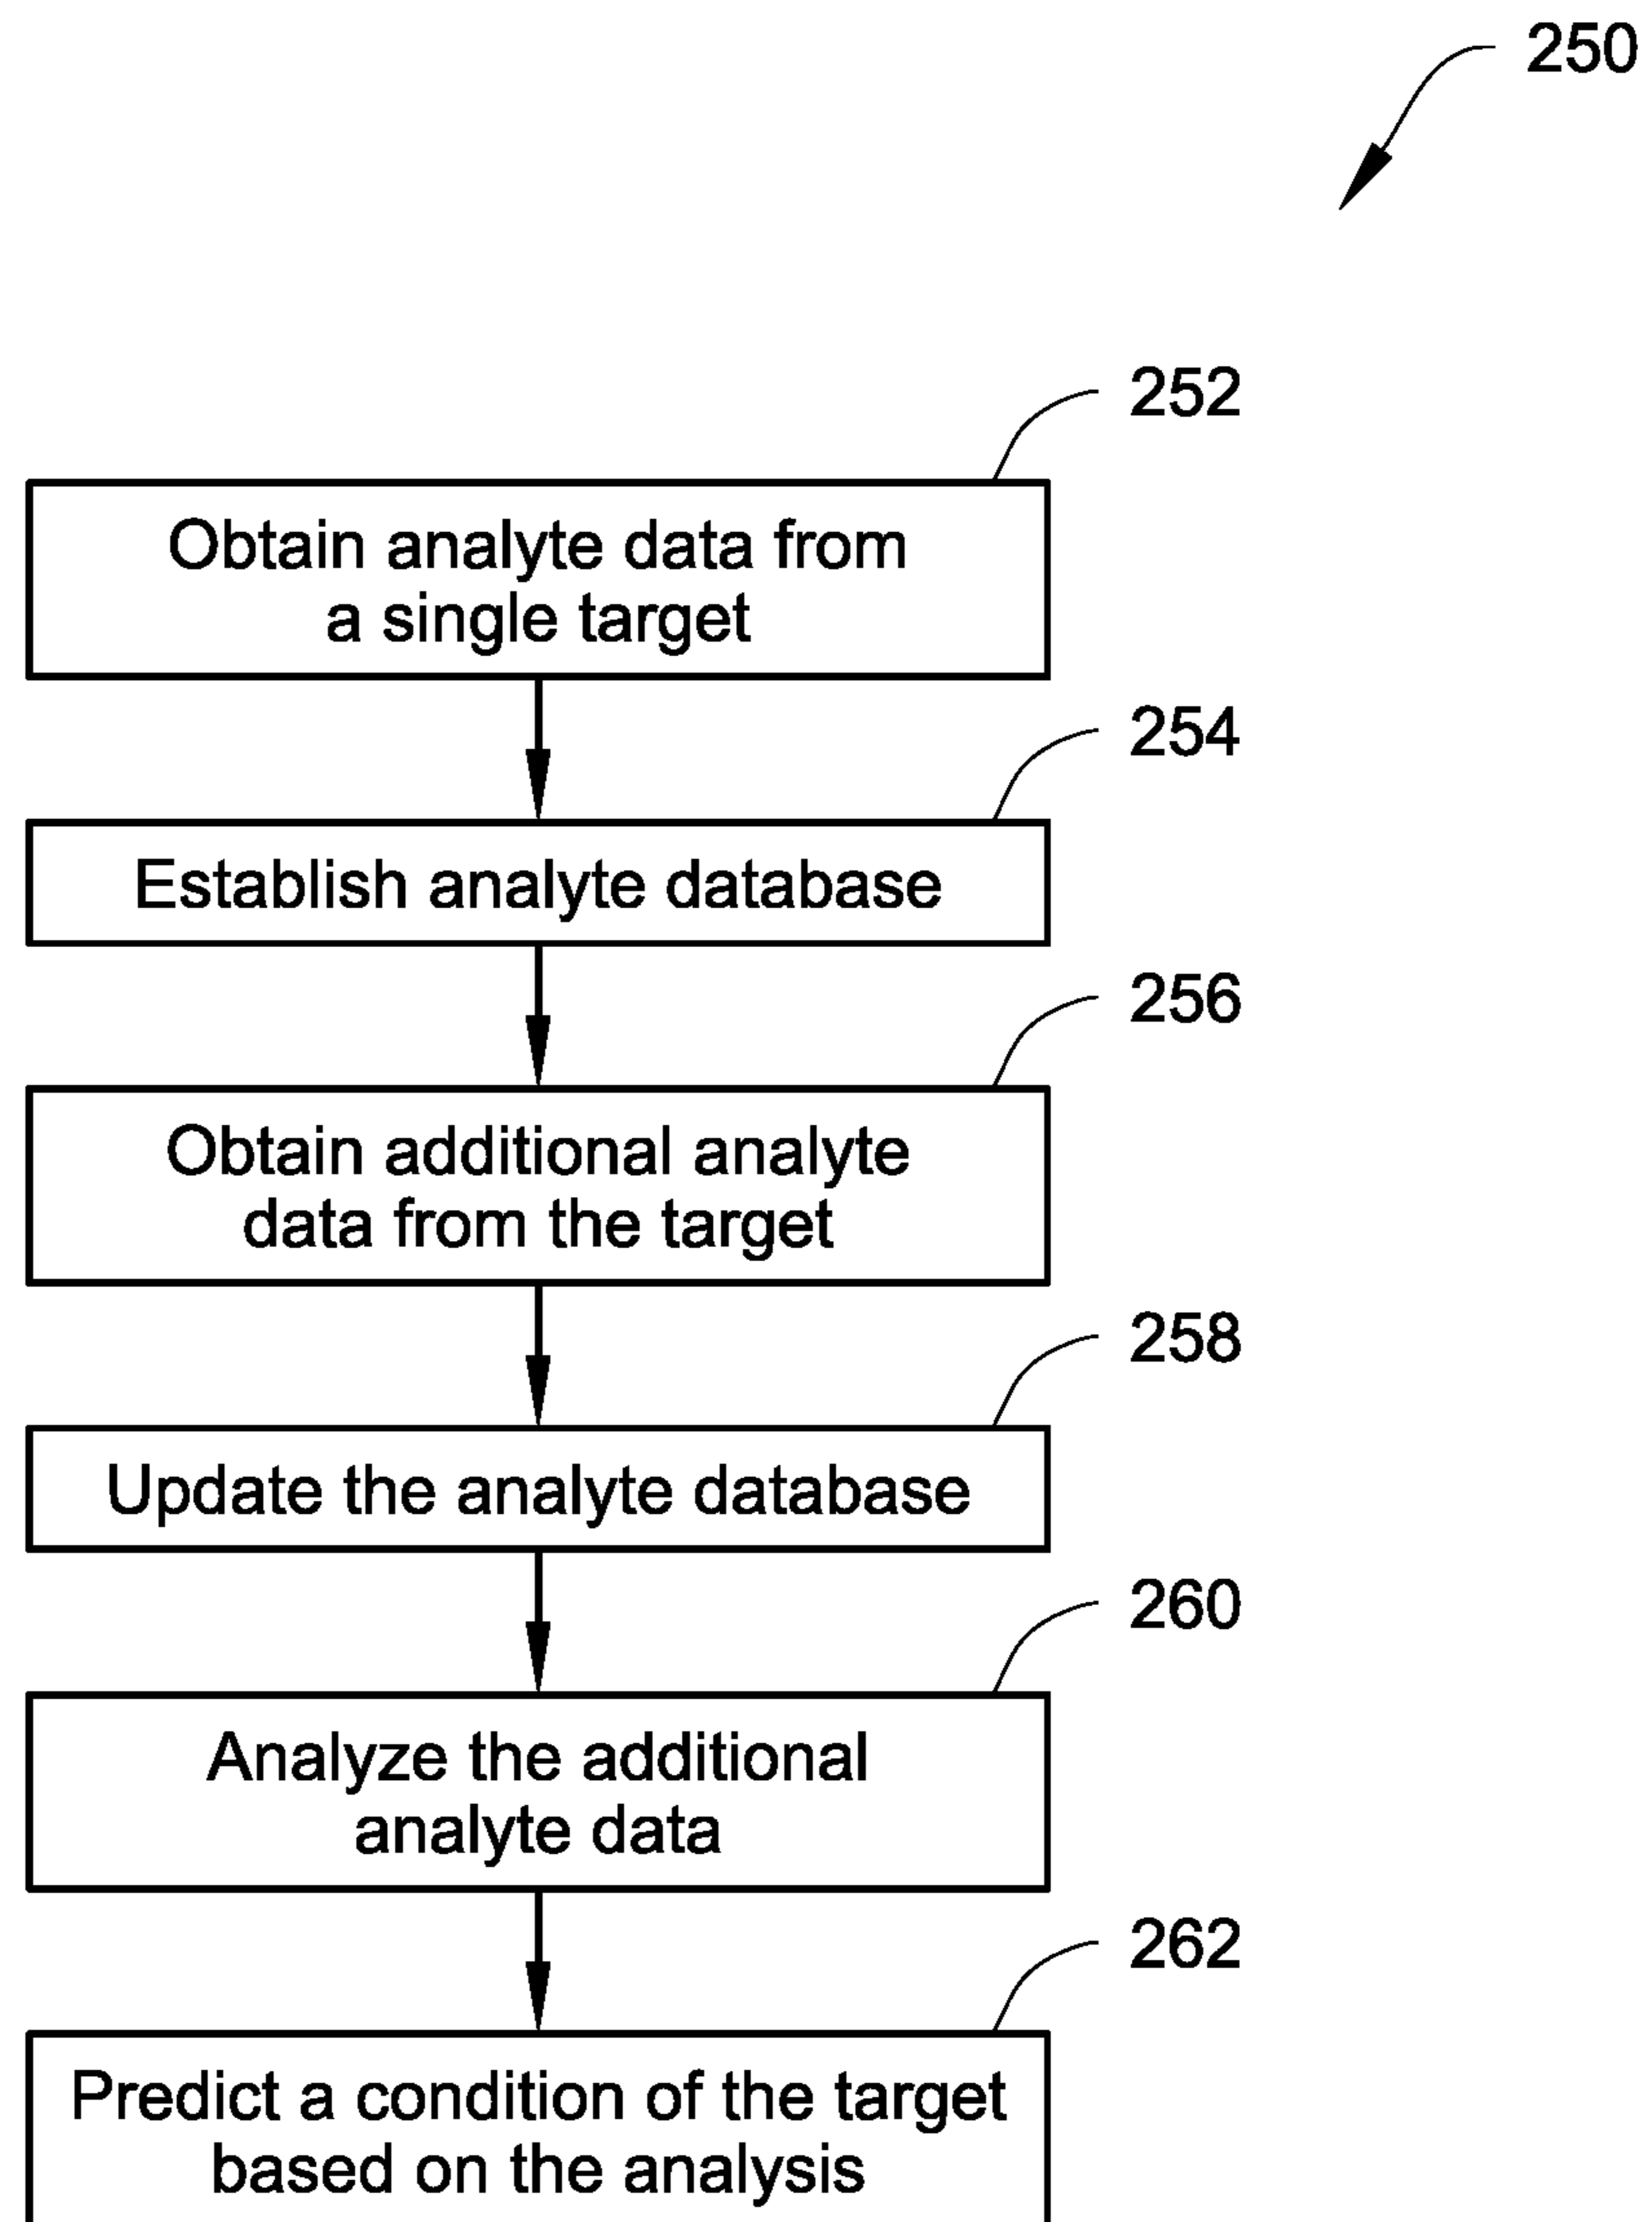 250
252
Obtain analyte data from
a single target
254
Establish analyte database
256
Obtain additional analyte
data from the target
258
Update the analyte database
260
Analyze the additional
analyte data
262
Predict a condition of the target
based on the analysis